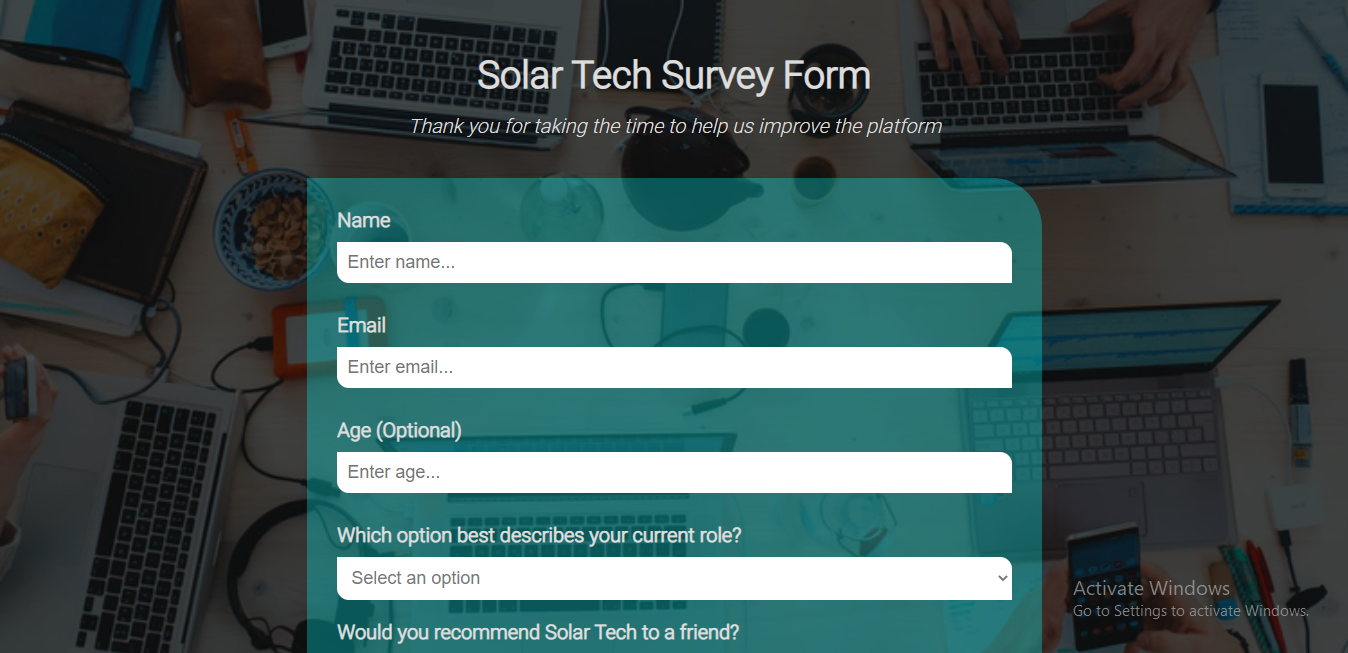 Solar Tech Survey Form
Thank you for taking the time to help us improve the platform
Name
Enter name...
Email
Enter email...
Age (Optional)
Enter age...
Which option best describes your current role?
Select an option
Would you recommend Solar Tech to a friend?
Activate Windows
Go to Settings to activate Windows.